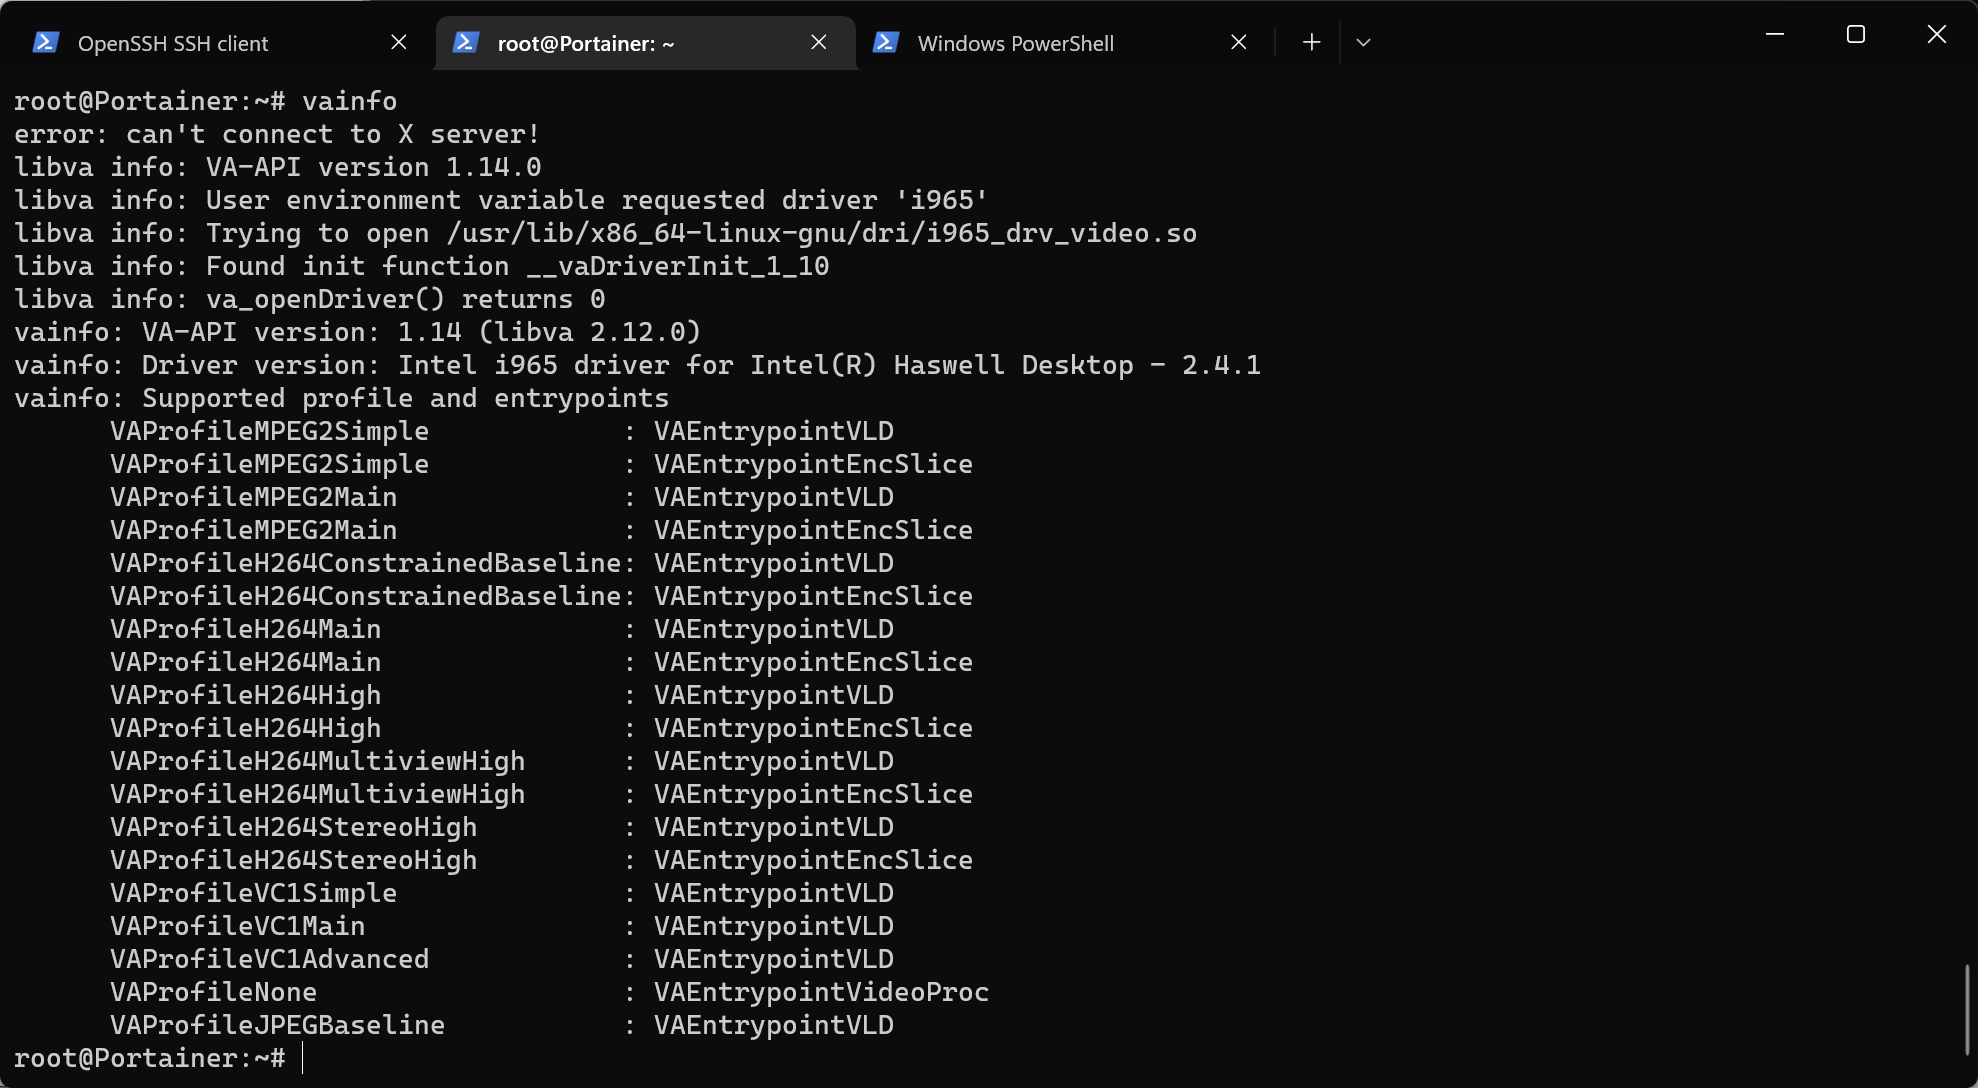 OpenSSH SSH client
root@Portainer: ~
Windows PowerShell
root@Portainer:~# vainfo
error: can't connect to X server!
libva info: VA-API version 1.14.0
libva info: User environment variable requested driver 'i965'
libva info: Trying to open /usr/lib/x86_64-linux-gnu/dri/i965_drv_video.so
libva info: Found init function __vaDriverInit_1_10
libva info: va_openDriver() returns 0
vainfo: VA-API version: 1.14 (libva 2.12.0)
vainfo: Driver version: Intel i965 driver for Intel(R) Haswell Desktop - 2.4.1
vainfo: Supported profile and entrypoints
      VAProfileMPEG2Simple            : VAEntrypointVLD
      VAProfileMPEG2Simple            : VAEntrypointEncSlice
      VAProfileMPEG2Main              : VAEntrypointVLD
      VAProfileMPEG2Main              : VAEntrypointEncSlice
      VAProfileH264ConstrainedBaseline: VAEntrypointVLD
      VAProfileH264ConstrainedBaseline: VAEntrypointEncSlice
      VAProfileH264Main               : VAEntrypointVLD
      VAProfileH264Main               : VAEntrypointEncSlice
      VAProfileH264High               : VAEntrypointVLD
      VAProfileH264High               : VAEntrypointEncSlice
      VAProfileH264MultiviewHigh      : VAEntrypointVLD
      VAProfileH264MultiviewHigh      : VAEntrypointEncSlice
      VAProfileH264StereoHigh         : VAEntrypointVLD
      VAProfileH264StereoHigh         : VAEntrypointEncSlice
      VAProfileVC1Simple              : VAEntrypointVLD
      VAProfileVC1Main                : VAEntrypointVLD
      VAProfileVC1Advanced            : VAEntrypointVLD
      VAProfileNone                   : VAEntrypointVideoProc
      VAProfileJPEGBaseline           : VAEntrypointVLD
root@Portainer:~#